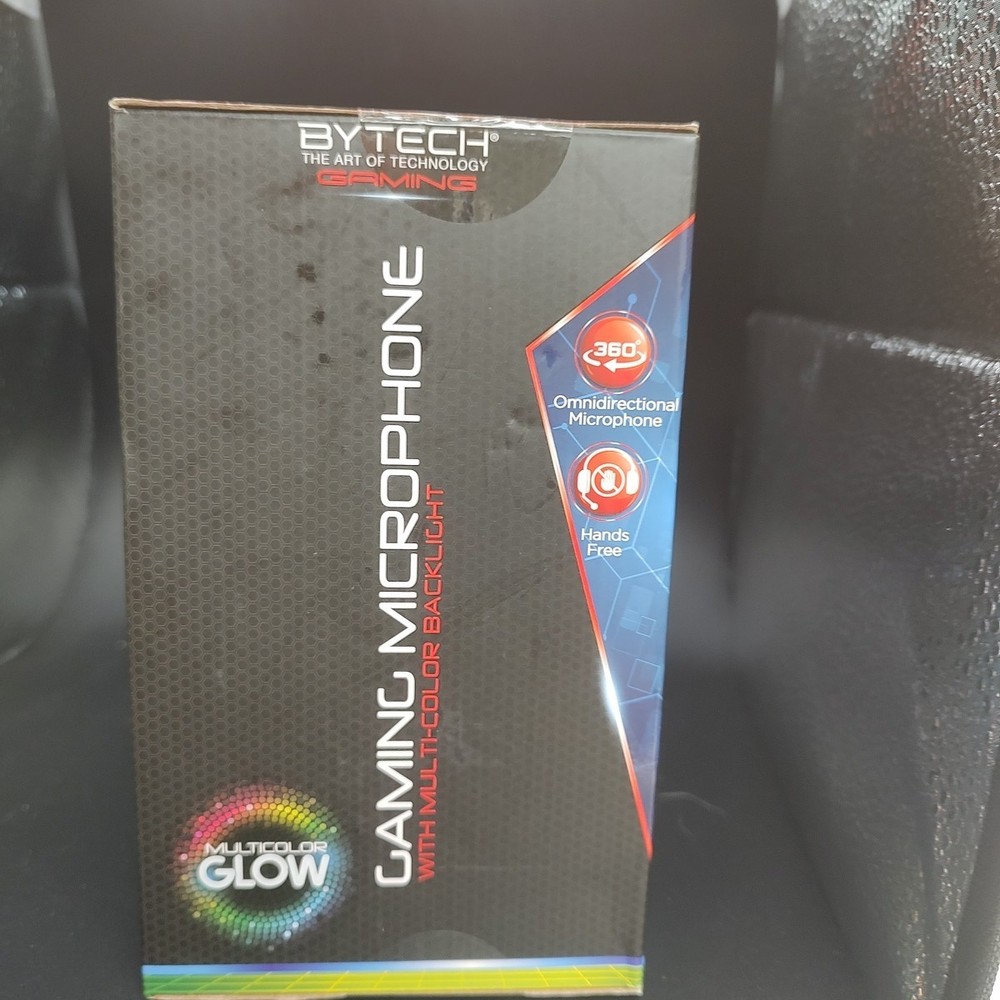 BYTECH®
THE ART OF TECHNOLOGY
GAMING
GAMING MICROPHONE
WITH MULTI-COLOR BACKLIGHT
360°
Omnidirectional
Microphone
Hands
Free
MULTICOLOR
GLOW